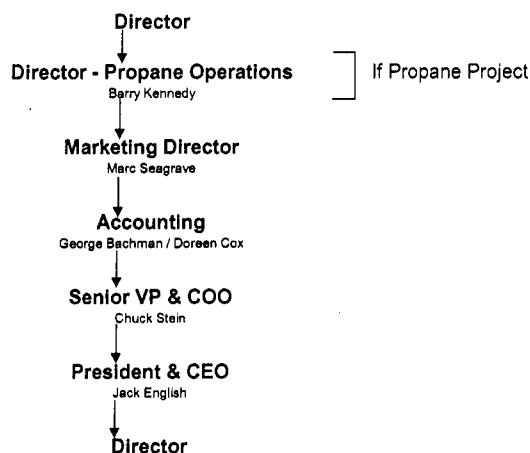 Director
Director - Propane Operations
If Propane Project
Barry Kennedy
Marketing Director
Marc Seagrave
Accounting
George Bachman / Doreen Cox
Senior VP & COO
Chuck Stein
President & CEO
Jack English
Director